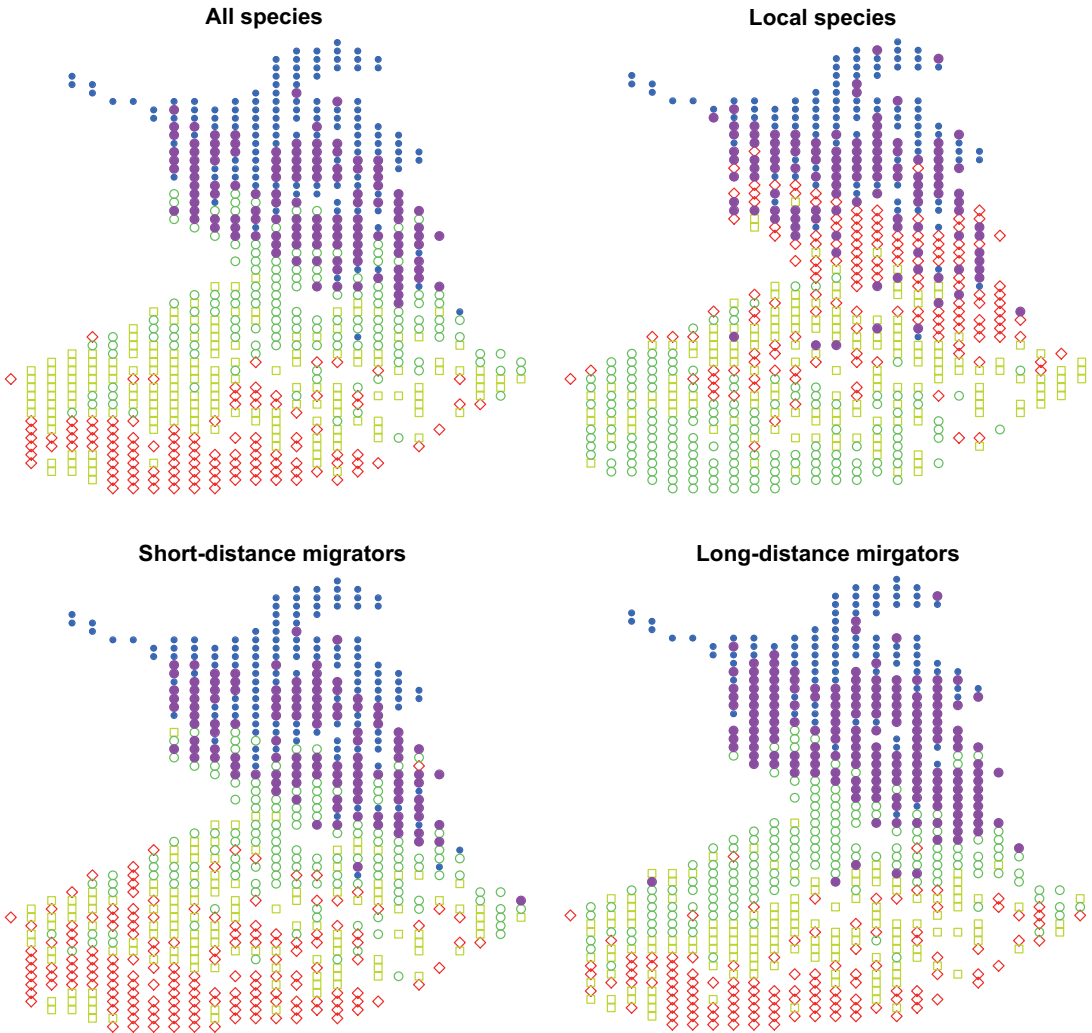 All species
Local species
Short-distance migrators
Long-distance mirgators